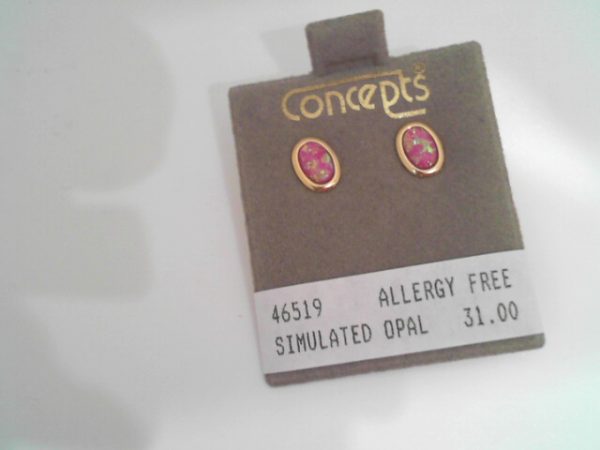 Concepts®
46519 ALLERGY FREE
SIMULATED OPAL 31.00